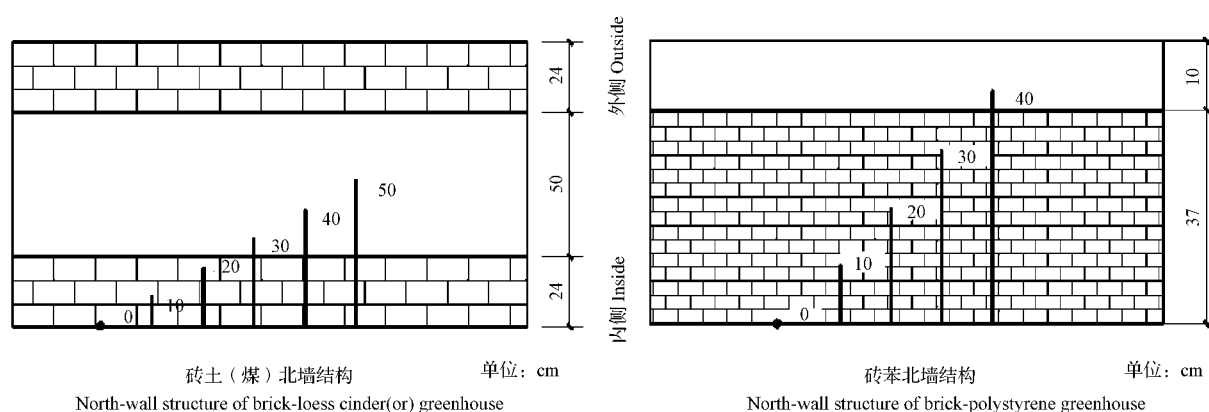 24
50
24
0
10
20
30
40
50
外侧 Outside
内侧 Inside
10
37
0
10
20
30
40
砖土（煤）北墙结构
单位：cm
North-wall structure of brick-loess cinder(or) greenhouse
砖苯北墙结构
单位：cm
North-wall structure of brick-polystyrene greenhouse